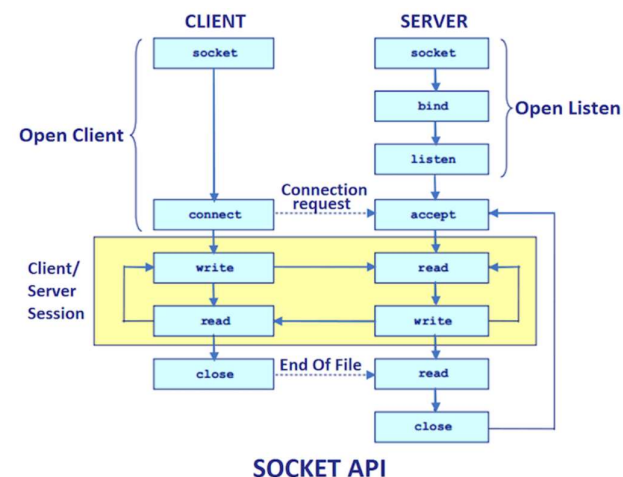 CLIENT
SERVER
socket
socket
bind
Open Client
Open Listen
listen
Connection
request
connect
accept
write
read
Client/
Server
Session
read
write
close
End Of File
read
close
SOCKET API